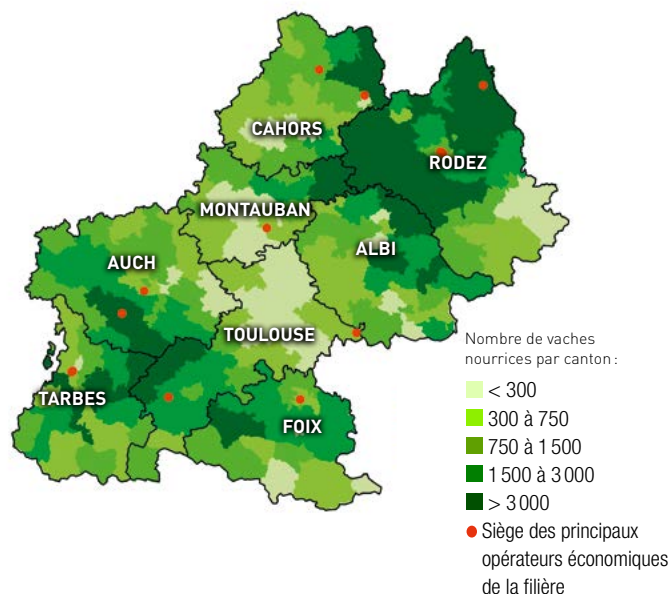 CAHORS
RODEZ
MONTAUBAN
ALBI
AUCH
TOULOUSE
TARBES
FOIX
Nombre de vaches
nourrices par canton :
< 300
300 à 750
750 à 1 500
1 500 à 3 000
> 3 000
Siège des principaux
opérateurs économiques
de la filière